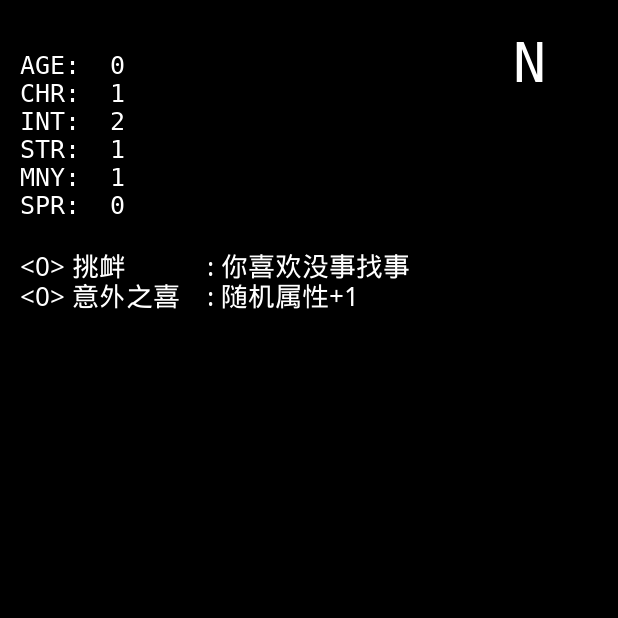 N
AGE: 0
CHR: 1
INT: 2
STR: 1
MNY: 1
SPR: 0
<O> 挑衅 : 你喜欢没事找事
<O> 意外之喜 : 随机属性+1